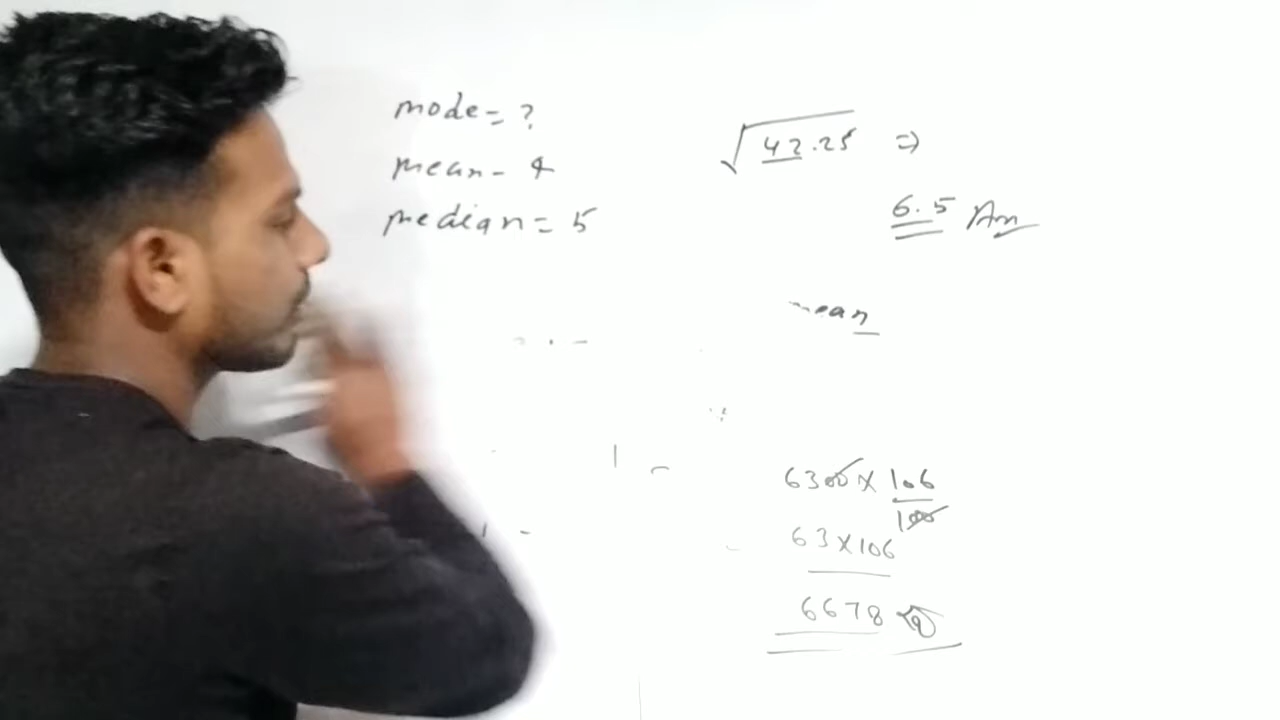 mode = ?
mean - 4
median = 5
√42.25 ⇒
6.5 Ans
mean
6300 × 106
100
63 × 106
6678